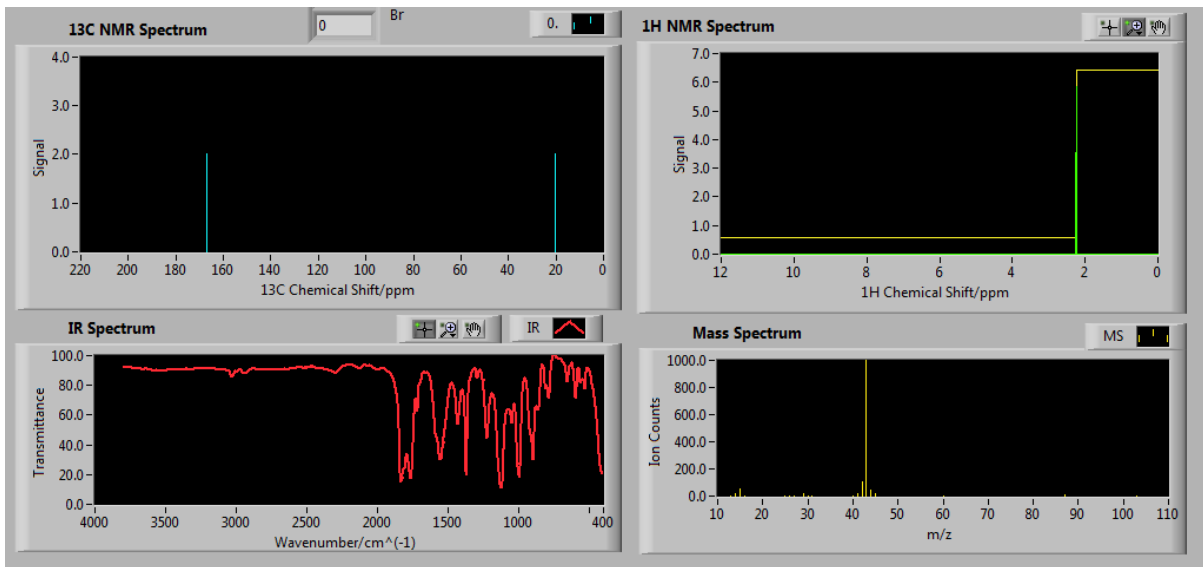 13C NMR Spectrum
0
Br
0.
4.0
3.0
2.0
1.0
0.0
Signal
220 200 180 160 140 120 100 80 60 40 20 0
13C Chemical Shift/ppm
1H NMR Spectrum
7.0
6.0
5.0
4.0
3.0
2.0
1.0
0.0
Signal
12 10 8 6 4 2 0
1H Chemical Shift/ppm
IR Spectrum
IR
100.0
80.0
60.0
40.0
20.0
0.0
Transmittance
4000 3000 2500 2000 1500 1000 400
Wavenumber/cm^(-1)
Mass Spectrum
MS
1000.0
800.0
600.0
400.0
200.0
0.0
Ion Counts
10 20 30 40 50 60 70 80 90 100 110
m/z